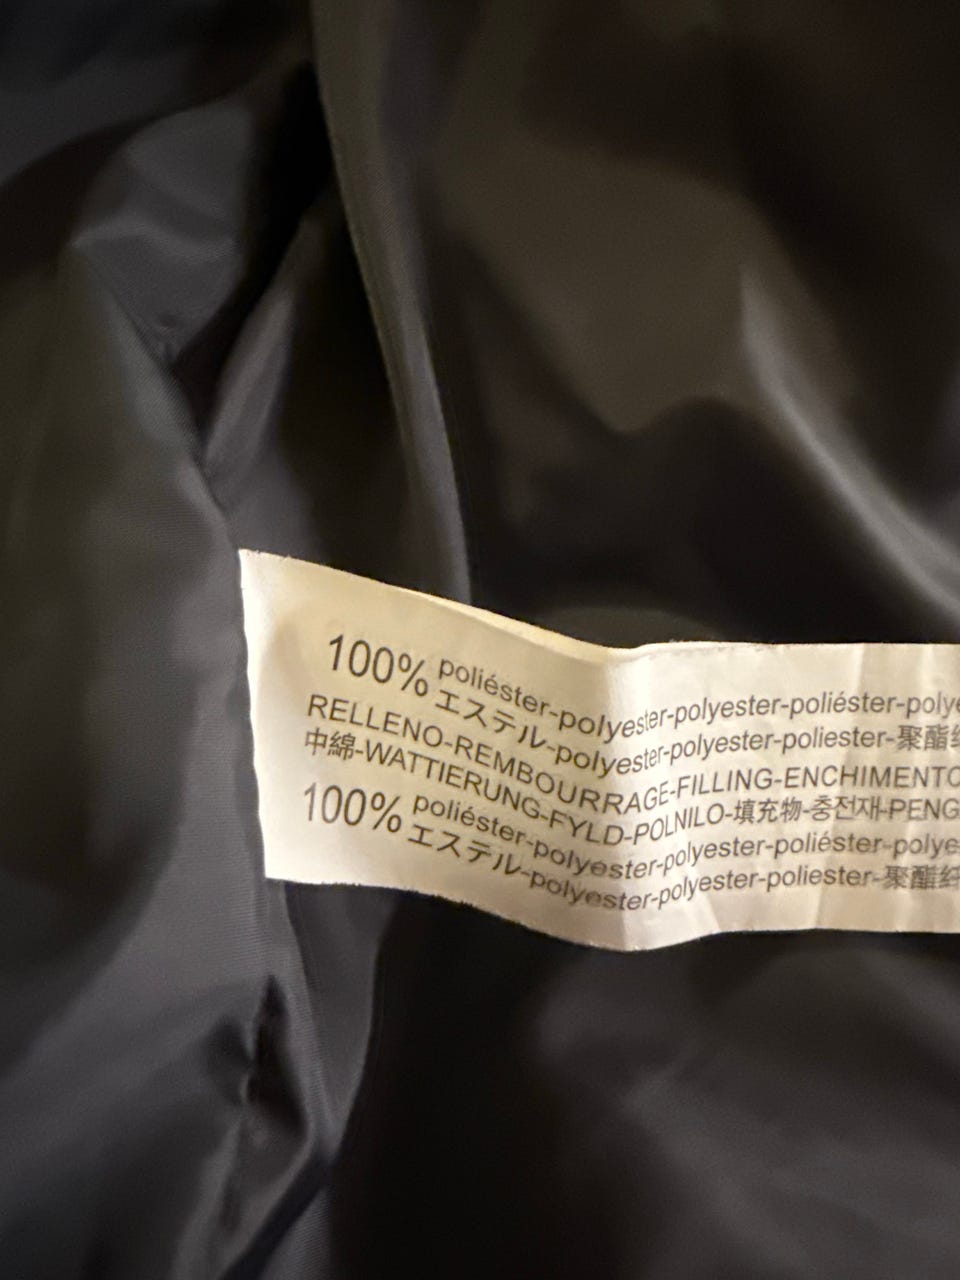 100% poliéster-polyester-polyester-poliéster-polye
エステル-polyester-polyester-poliester-聚酯纤
RELLENO-REMBOURRAGE-FILLING-ENCHIMENTO
中綿-WATTIERUNG-FYLD-POLNILO-填充物-충전재-PENG
100% poliéster-polyester-polyester-poliéster-polye
エステル-polyester-polyester-poliester-聚酯纤